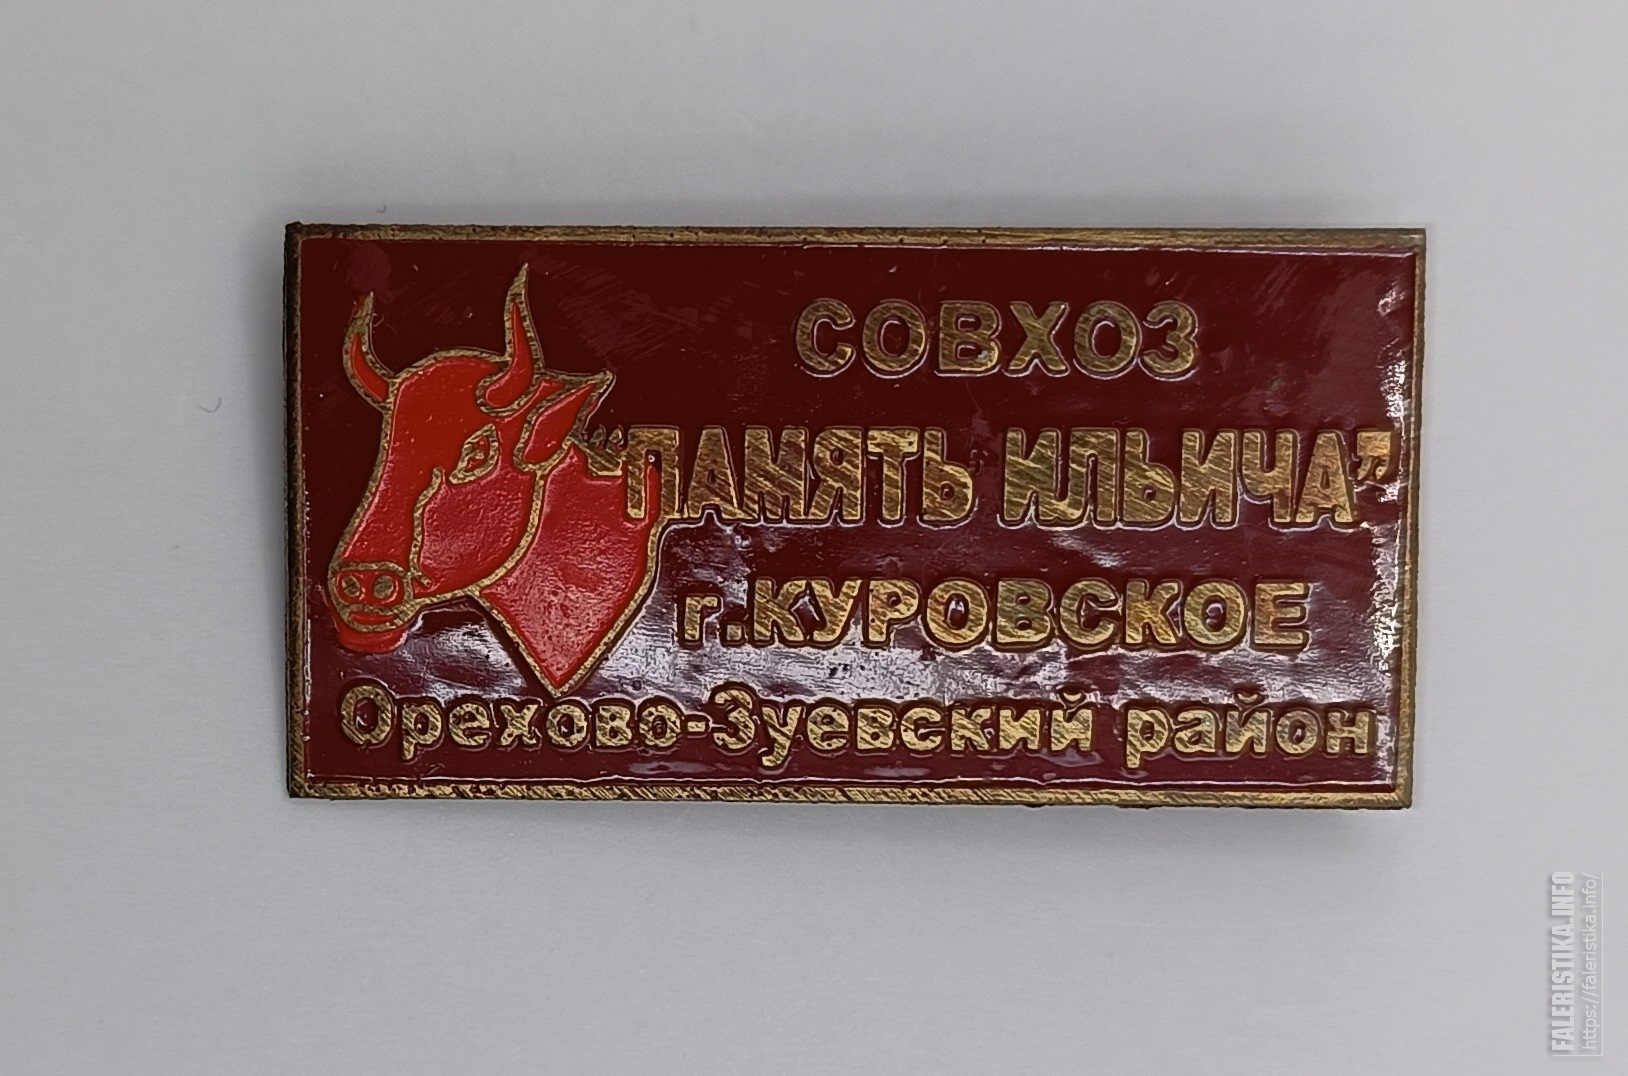 СОВХОЗ
"ПАМЯТЬ ИЛЬИЧА"
г.КУРОВСКОЕ
Орехово-Зуевский район
FALERISTIKA.INFO
https://faleristika.info/